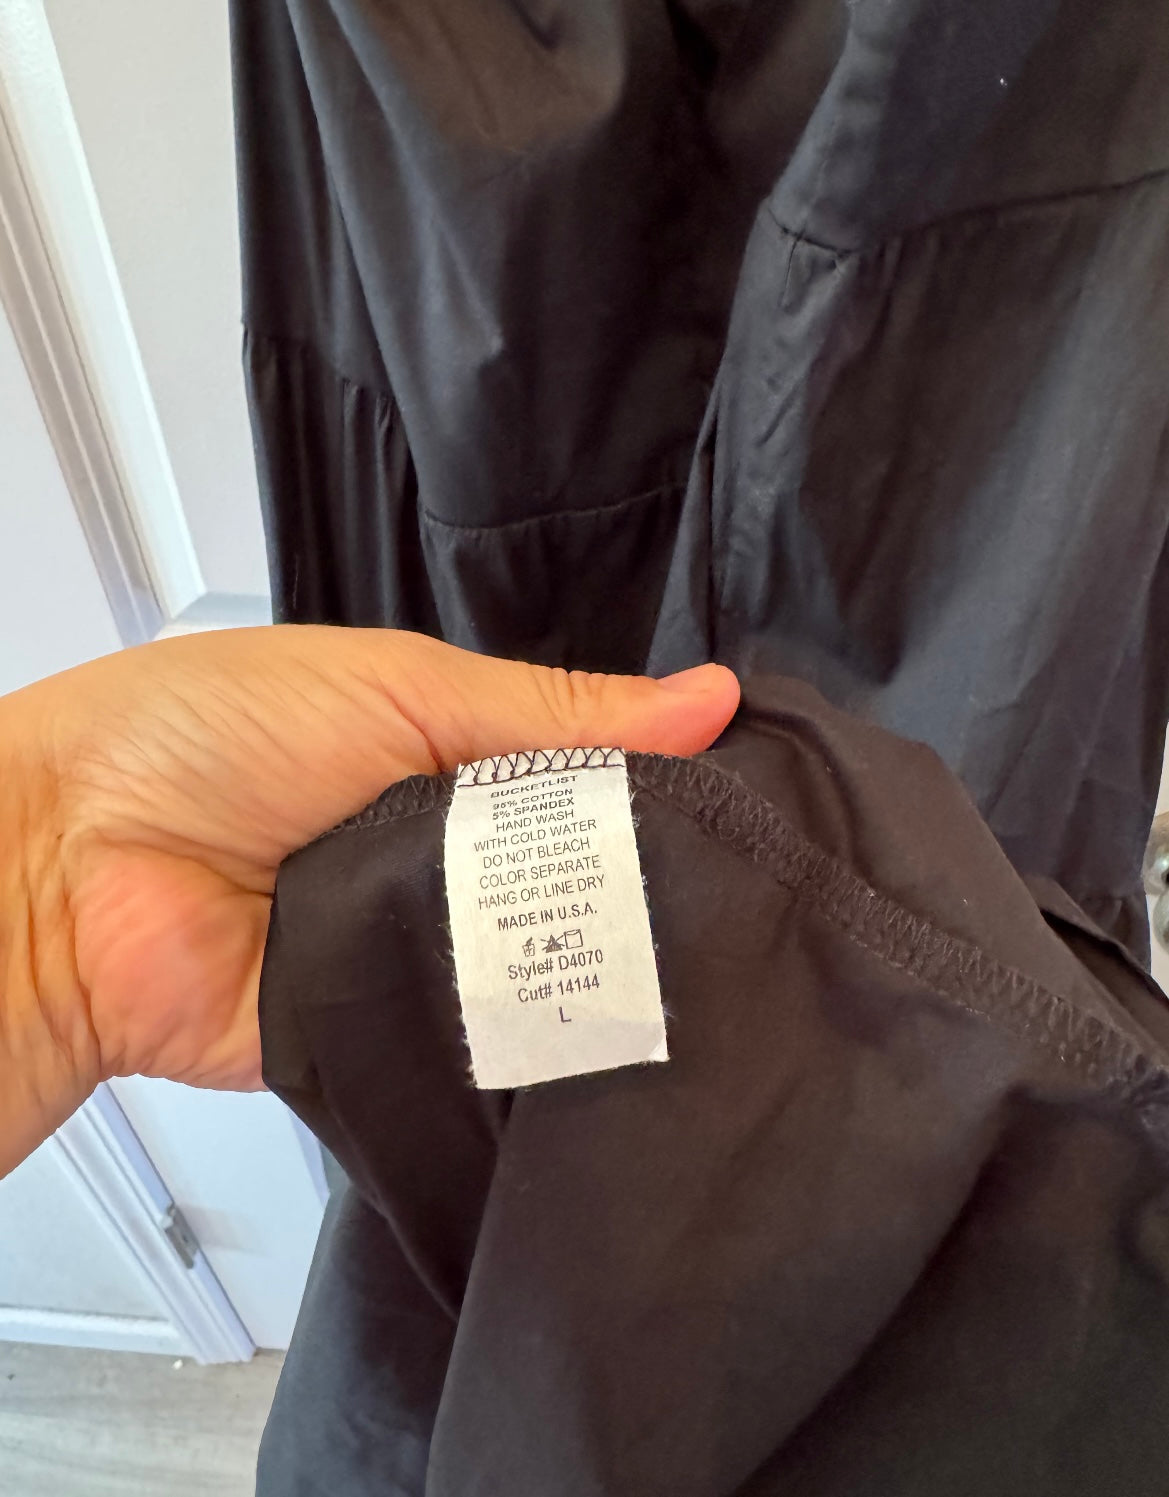 BUCKETLIST
95% COTTON
5% SPANDEX
HAND WASH
WITH COLD WATER
DO NOT BLEACH
COLOR SEPARATE
HANG OR LINE DRY
MADE IN U.S.A.
Style# D4070
Cut# 14144
L